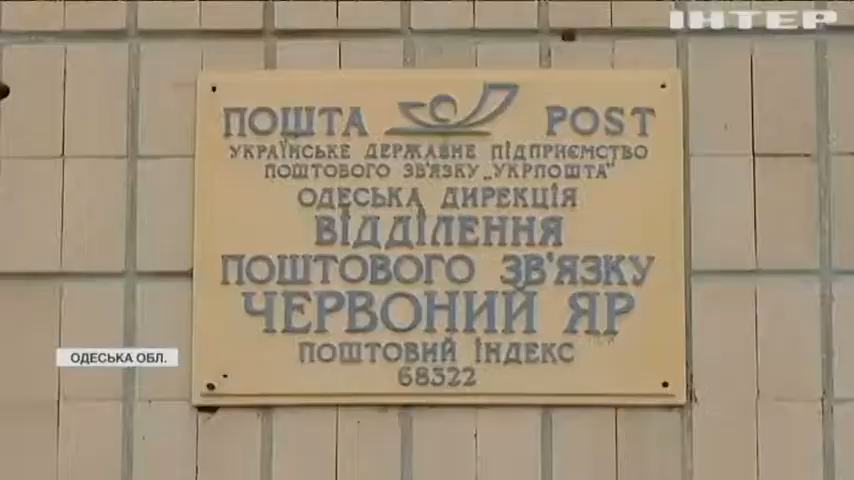 ІНТЕР
ПОШТА POST
УКРАЇНСЬКЕ ДЕРЖАВНЕ ПІДПРИЄМСТВО
ПОШТОВОГО ЗВ'ЯЗКУ „УКРПОШТА"
ОДЕСЬКА ДИРЕКЦІЯ
ВІДДІЛЕННЯ
ПОШТОВОГО ЗВ'ЯЗКУ
ЧЕРВОНИЙ ЯР
ПОШТОВИЙ ІНДЕКС
68322
ОДЕСЬКА ОБЛ.